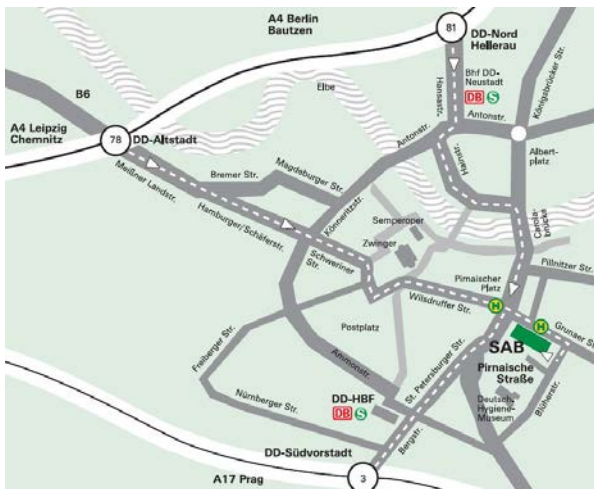 A4 Berlin
Bautzen
81
DD-Nord
Hellerau
Bhf DD-
Neustadt
DB S
Hansastr.
Königsbrücker Str.
B6
Elbe
A4 Leipzig
Chemnitz
78
DD-Altstadt
Antonstr.
Antonstr.
Albert-
platz
Hainstr.
Meißner Landstr.
Bremer Str.
Magdeburger Str.
Könneritzstr.
Hamburger/Schäferstr.
Semperoper
Zwinger
Carola-
brücke
Schweriner
Str.
Pirnaischer
Platz
Pillnitzer Str.
Wilsdruffer Str.
H
H
Grunaer Str.
Postplatz
SAB
Pirnaische
Straße
Freiberger Str.
Ammonstr.
St. Petersburger Str.
Nürnberger Str.
DD-HBF
DB S
Deutsch.
Hygiene-
Museum
Blüherstr.
Bergstr.
DD-Südvorstadt
A17 Prag
3